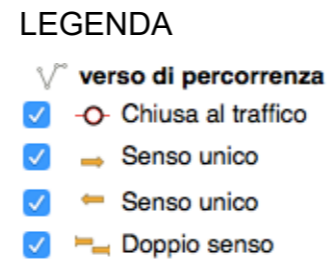 LEGENDA
verso di percorrenza
Chiusa al traffico
Senso unico
Senso unico
Doppio senso